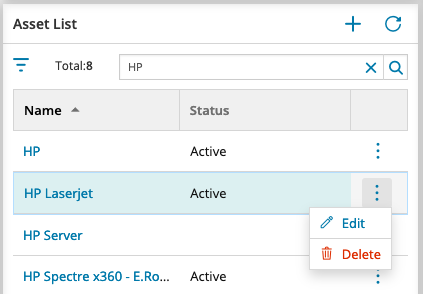 Asset List
Total:8 HP
Name Status
HP Active
HP Laserjet Active
Edit
HP Server
Delete
HP Spectre x360 - E.Ro... Active